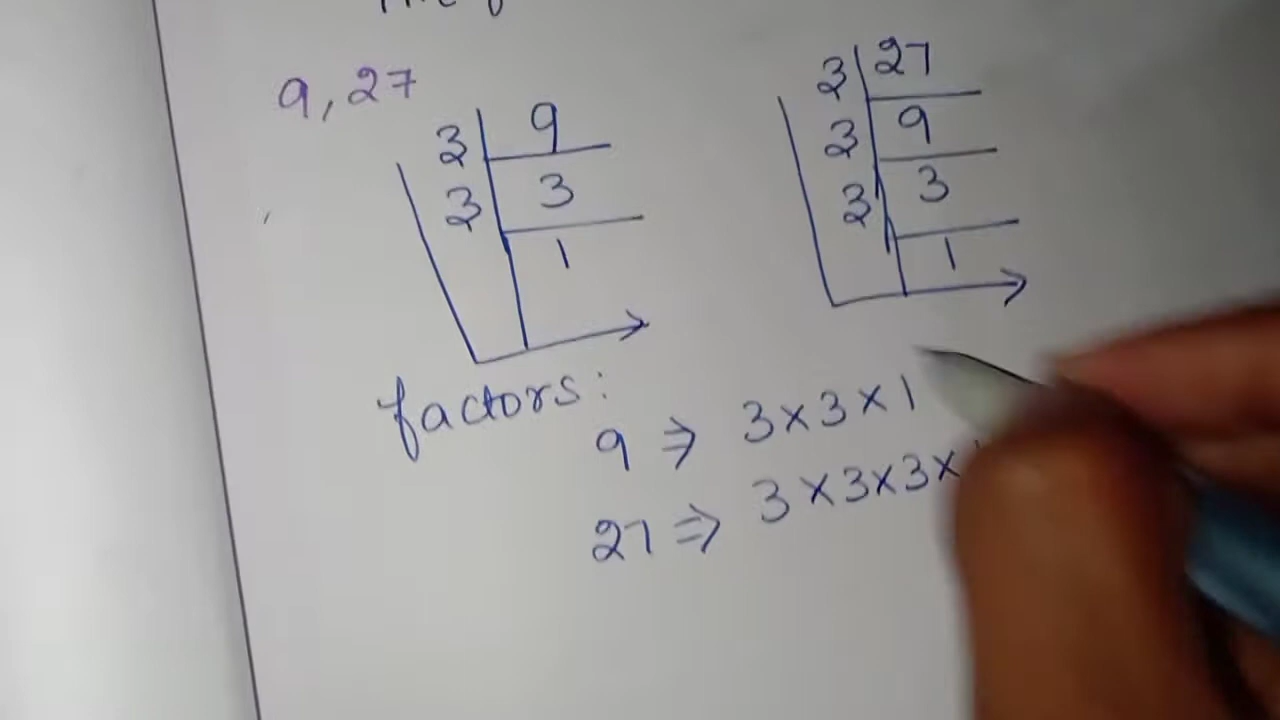 9, 27
3 | 9
3 | 3
1
3 | 27
3 | 9
3 | 3
1
factors:
9 ⇒ 3 × 3 × 1
27 ⇒ 3 × 3 × 3 ×